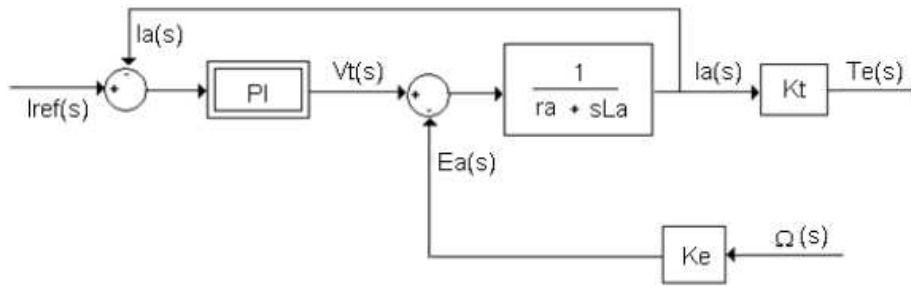 Ia(s)
-
+
Iref(s)
PI
Vt(s)
+
-
1
ra + sLa
Ia(s)
Kt
Te(s)
Ea(s)
Ke
Ω(s)